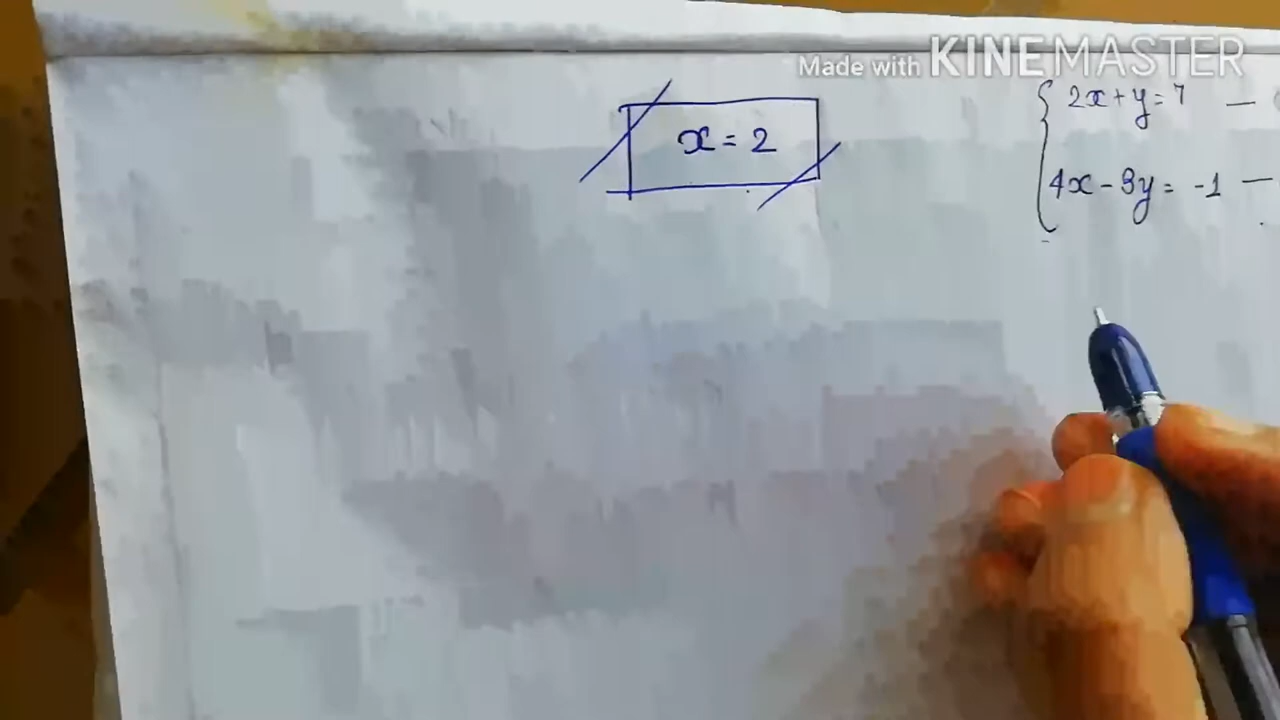 Made with KINEMASTER
x = 2
2x + y = 7 —
4x - 3y = -1 —